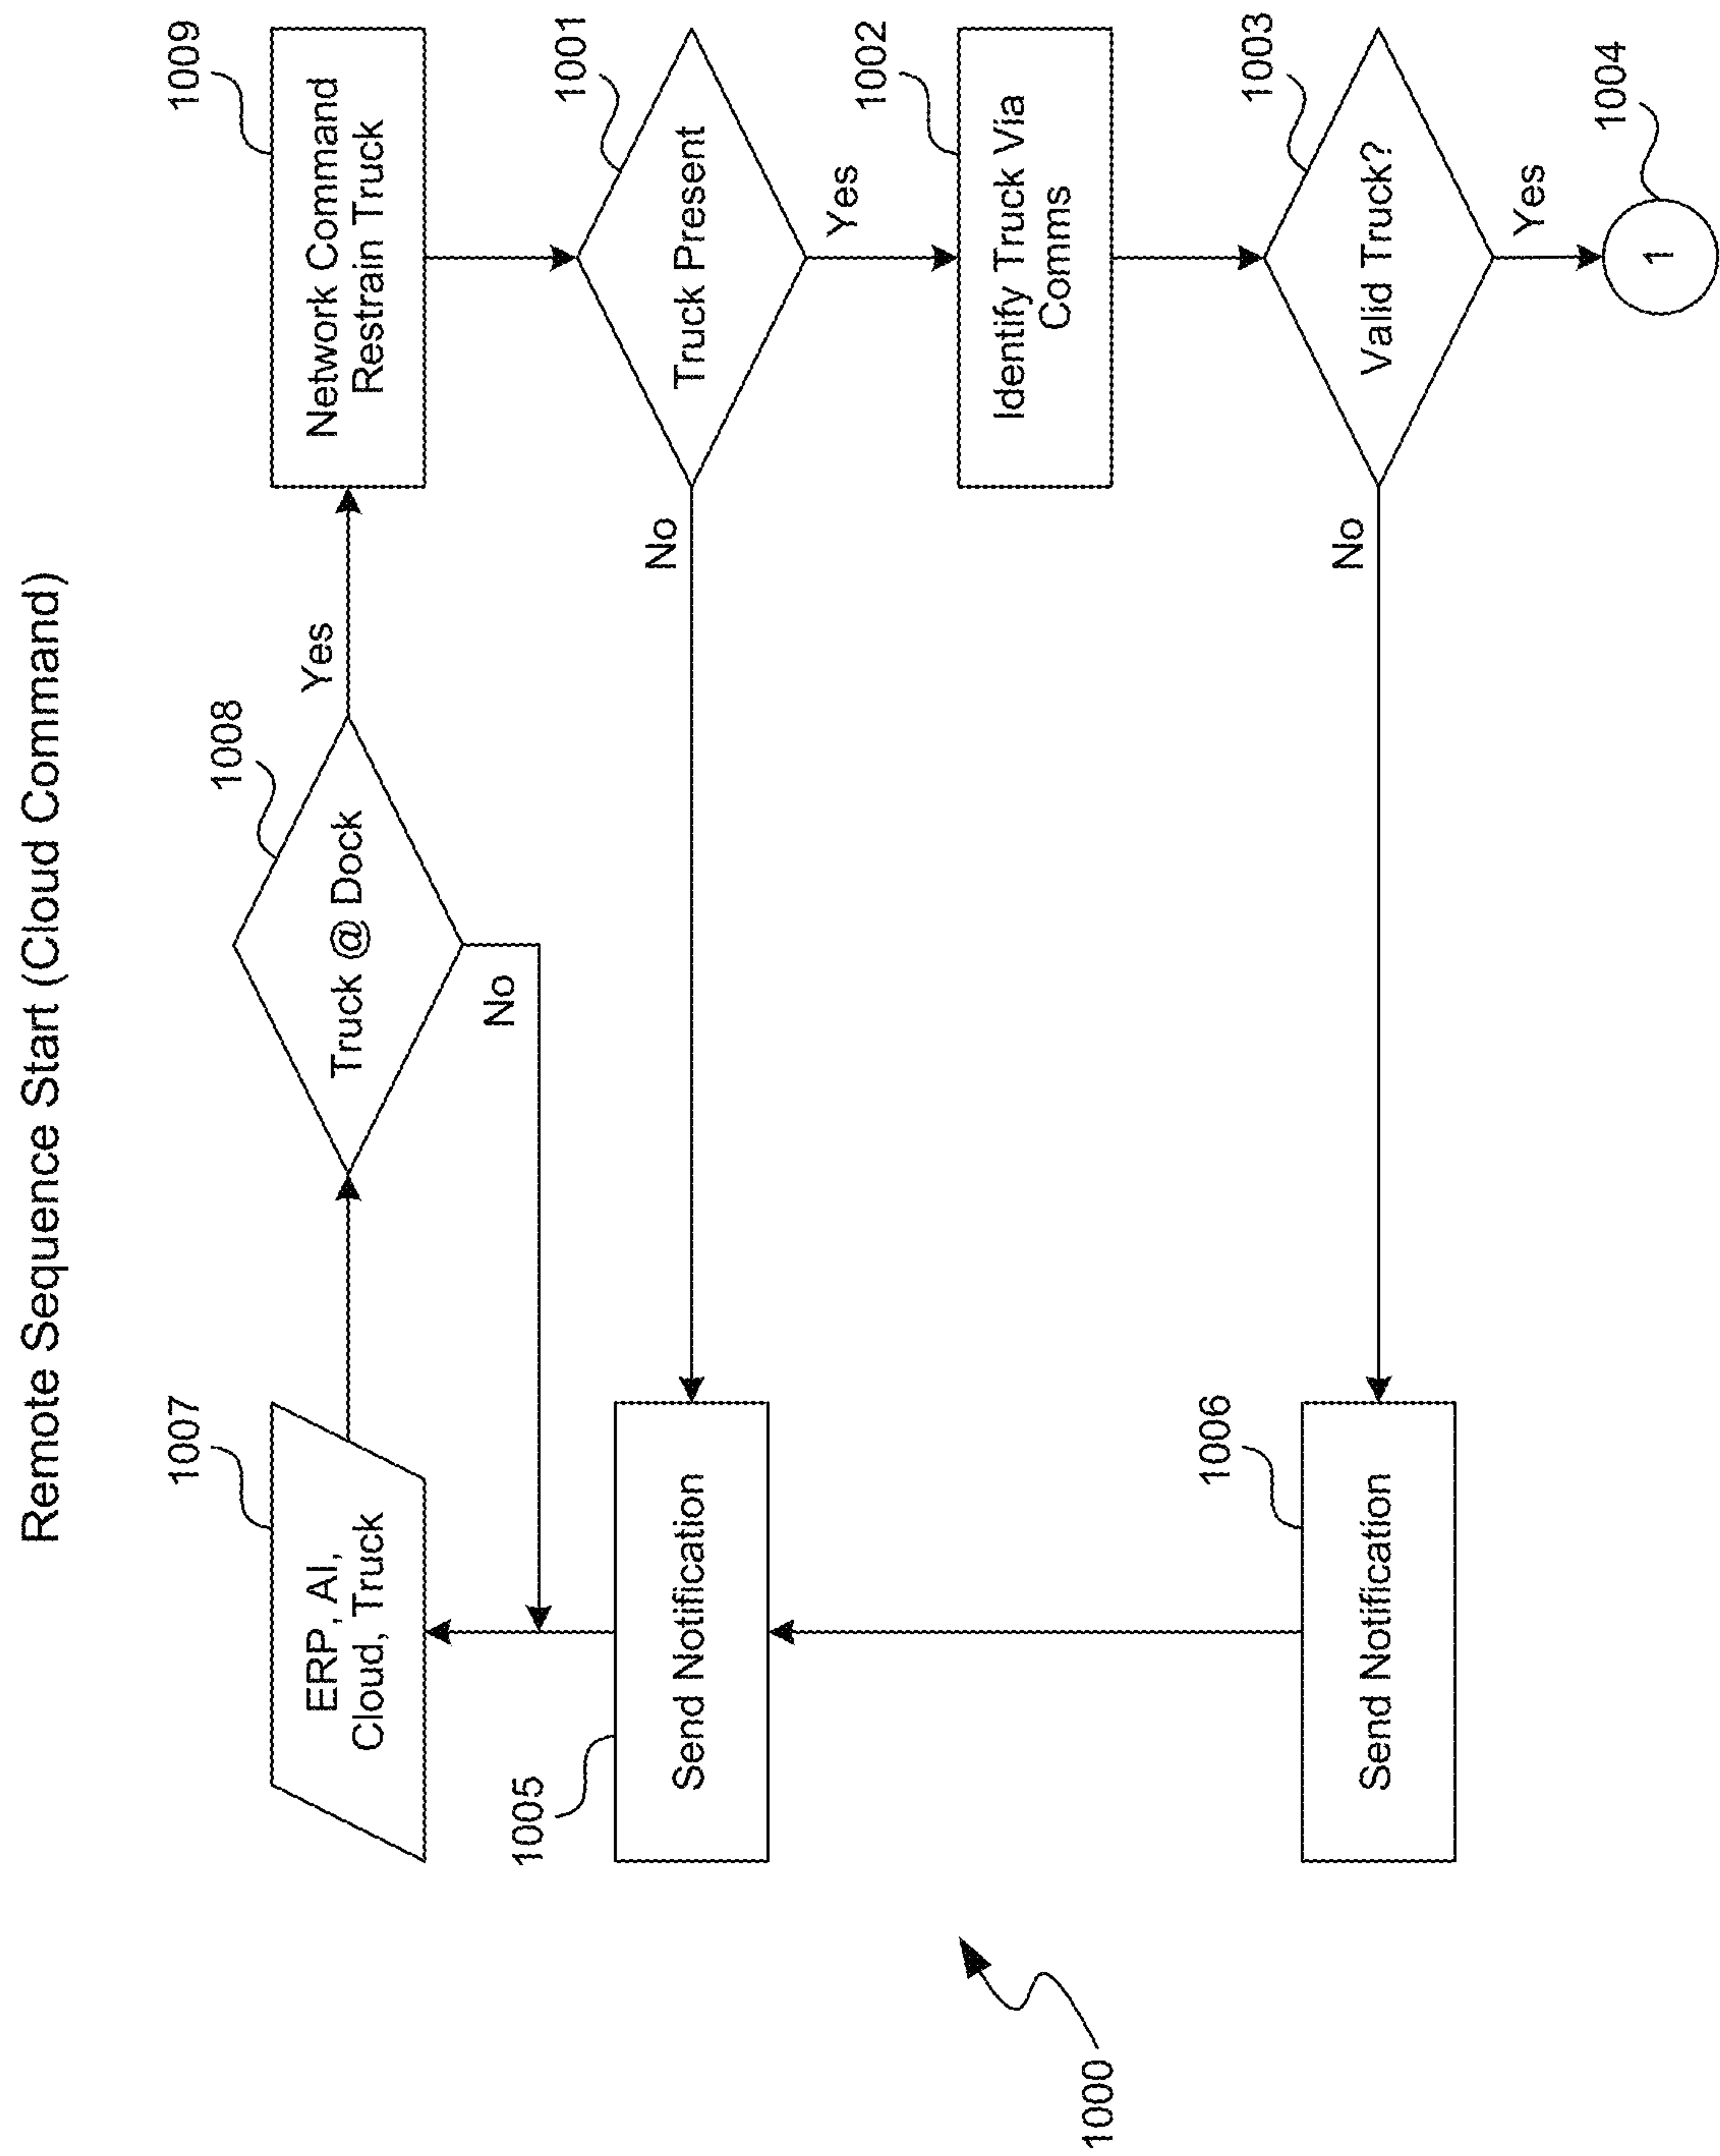 Remote Sequence Start (Cloud Command)
1007
ERP, AI,
Cloud, Truck
1008
Truck @ Dock
Yes
No
1009
Network Command
Restrain Truck
1005
Send Notification
No
1001
Truck Present
Yes
1002
Identify Truck Via
Comms
1000
1006
Send Notification
No
1003
Valid Truck?
Yes
1004
1